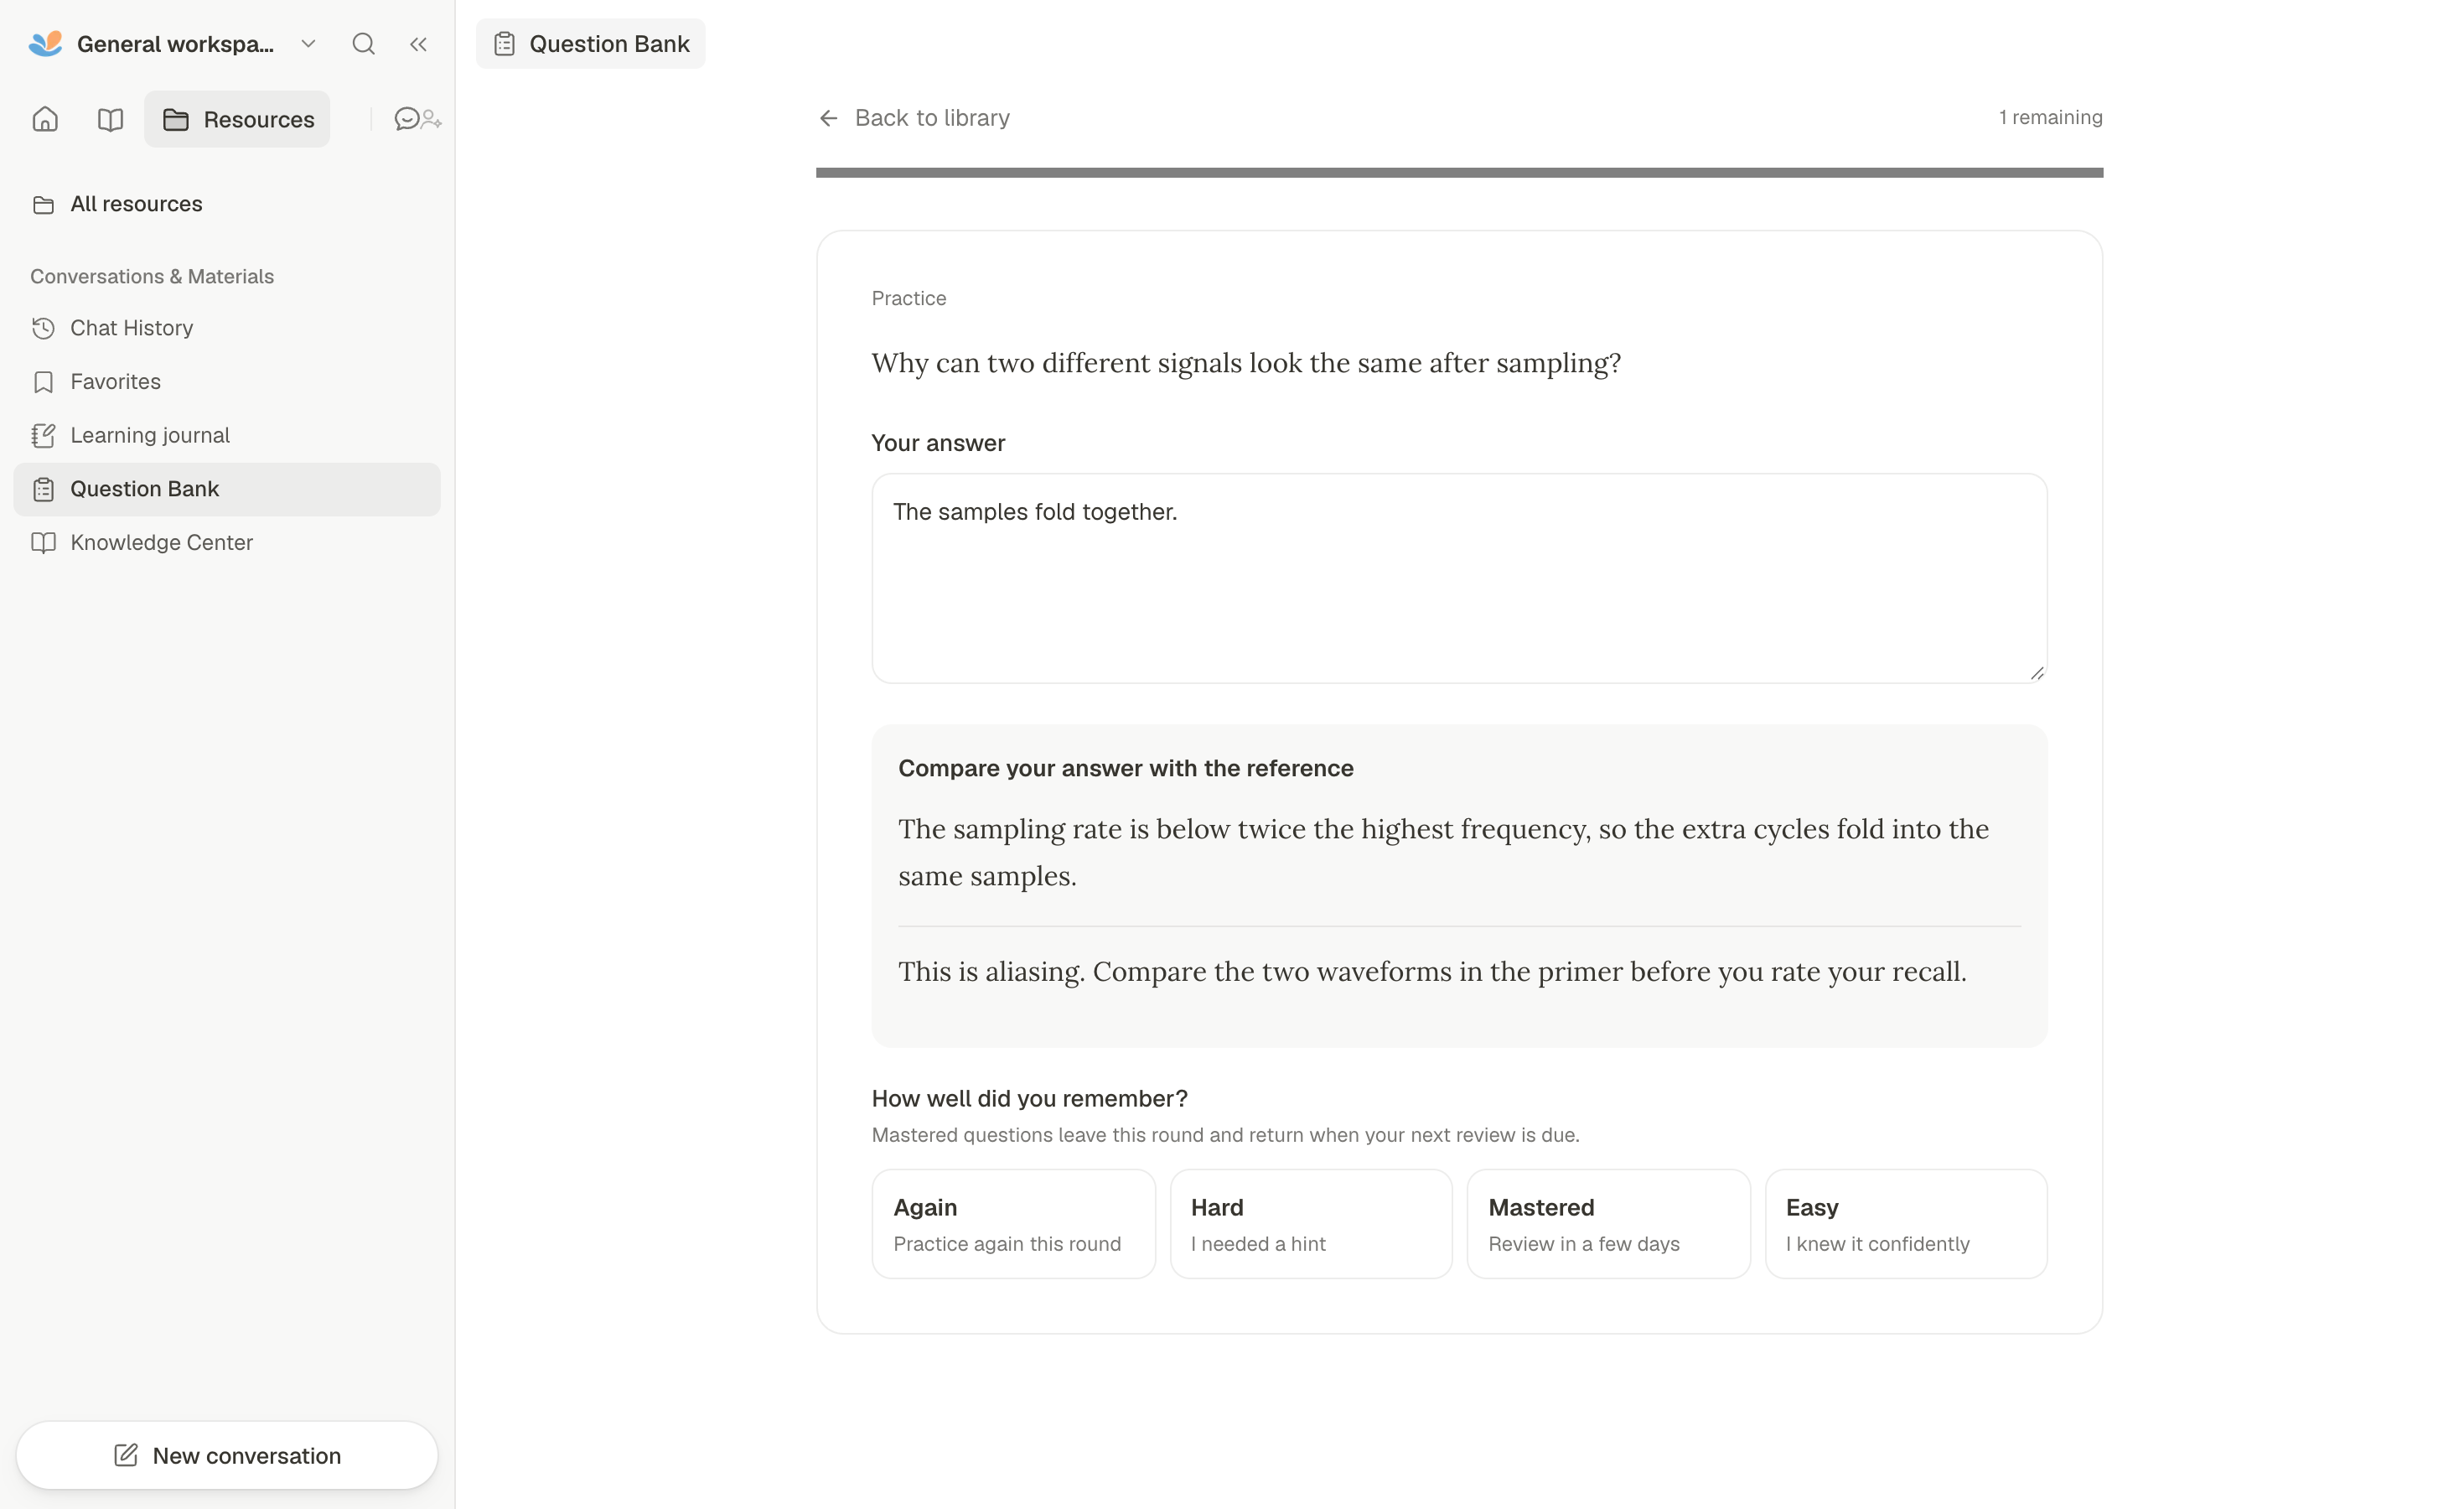 General workspa...
Question Bank
Back to library
1 remaining
Resources
All resources
Conversations & Materials
Chat History
Favorites
Learning journal
Question Bank
Knowledge Center
New conversation
Practice
Why can two different signals look the same after sampling?
Your answer
The samples fold together.
Compare your answer with the reference
The sampling rate is below twice the highest frequency, so the extra cycles fold into the
same samples.
This is aliasing. Compare the two waveforms in the primer before you rate your recall.
How well did you remember?
Mastered questions leave this round and return when your next review is due.
Again
Practice again this round
Hard
I needed a hint
Mastered
Review in a few days
Easy
I knew it confidently